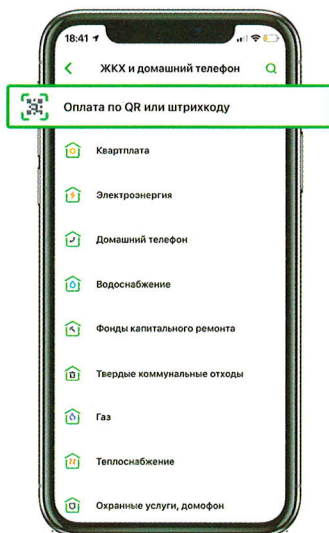 18:41
ЖКХ и домашний телефон
Оплата по QR или штрихкоду
Квартплата
Электроэнергия
Домашний телефон
Водоснабжение
Фонды капитального ремонта
Твердые коммунальные отходы
Газ
Теплоснабжение
Охранные услуги, домофон